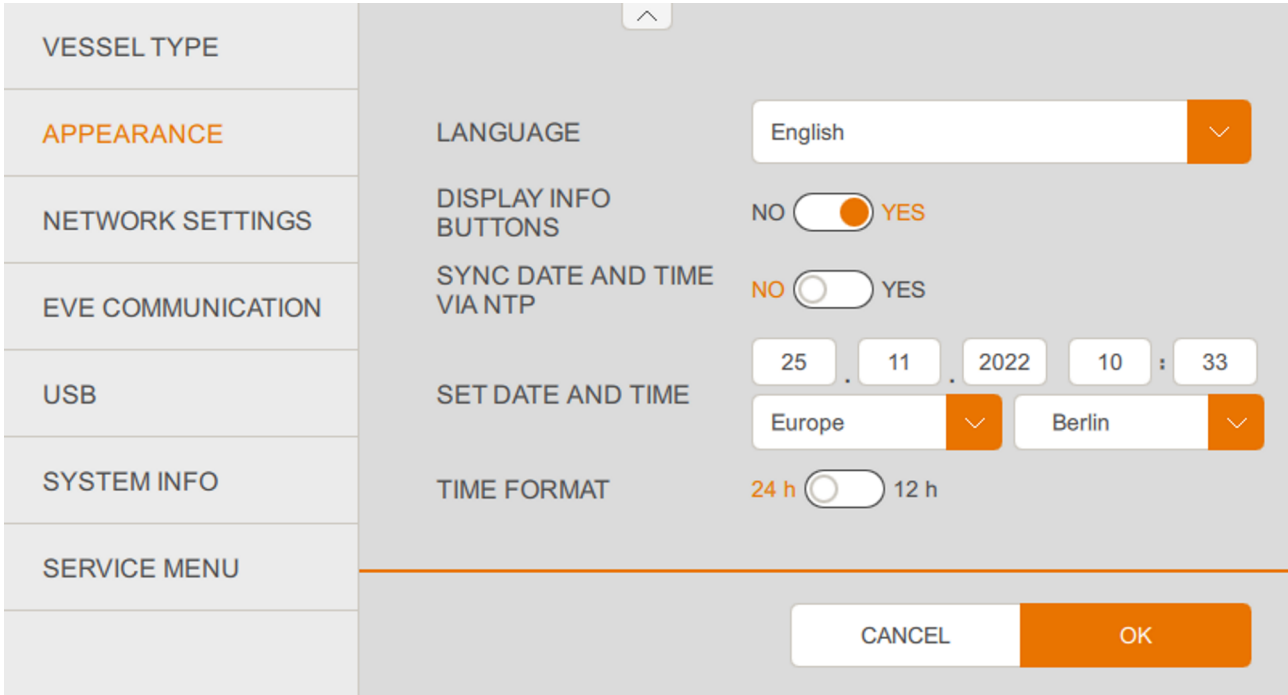 VESSEL TYPE
APPEARANCE
NETWORK SETTINGS
EVE COMMUNICATION
USB
SYSTEM INFO
SERVICE MENU
LANGUAGE
English
DISPLAY INFO
BUTTONS
NO YES
SYNC DATE AND TIME
VIA NTP
NO YES
SET DATE AND TIME
25 . 11 . 2022 10 : 33
Europe Berlin
TIME FORMAT
24 h 12 h
CANCEL OK